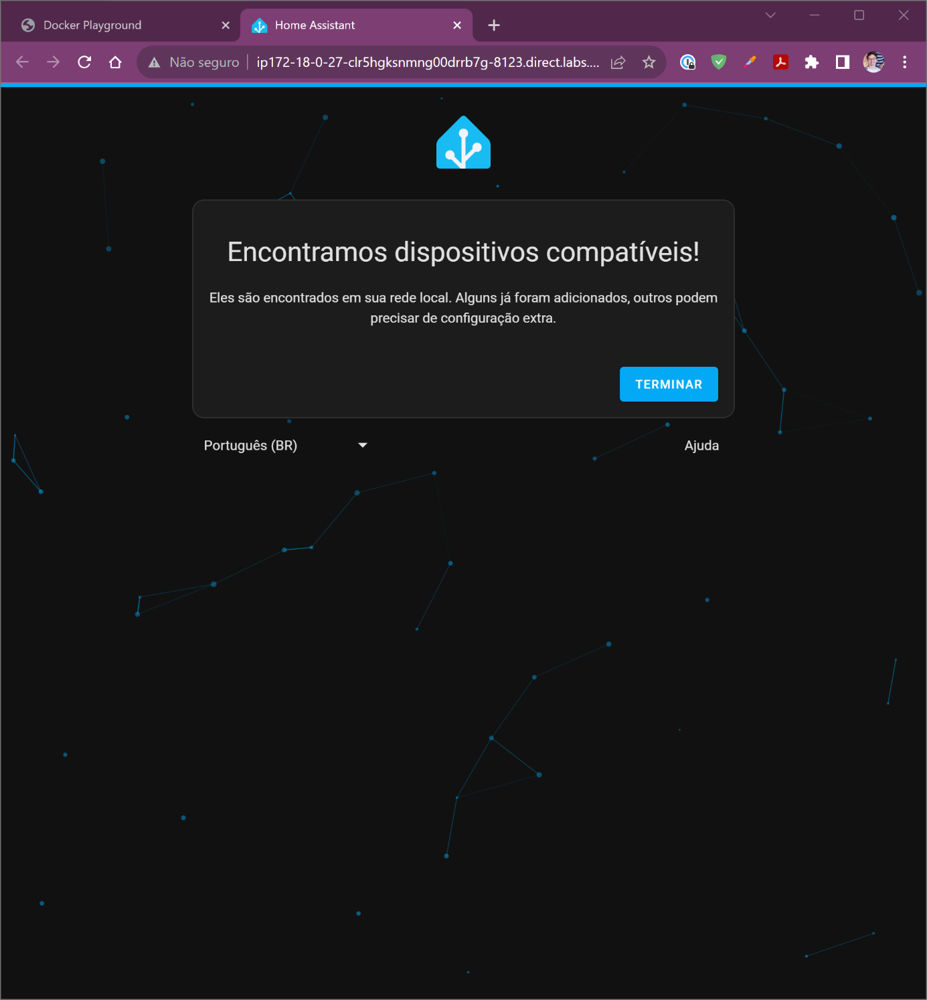 Docker Playground
Home Assistant
Não seguro
ip172-18-0-27-clr5hgksnmng00drrb7g-8123.direct.labs....
Encontramos dispositivos compatíveis!
Eles são encontrados em sua rede local. Alguns já foram adicionados, outros podem
precisar de configuração extra.
TERMINAR
Português (BR)
Ajuda